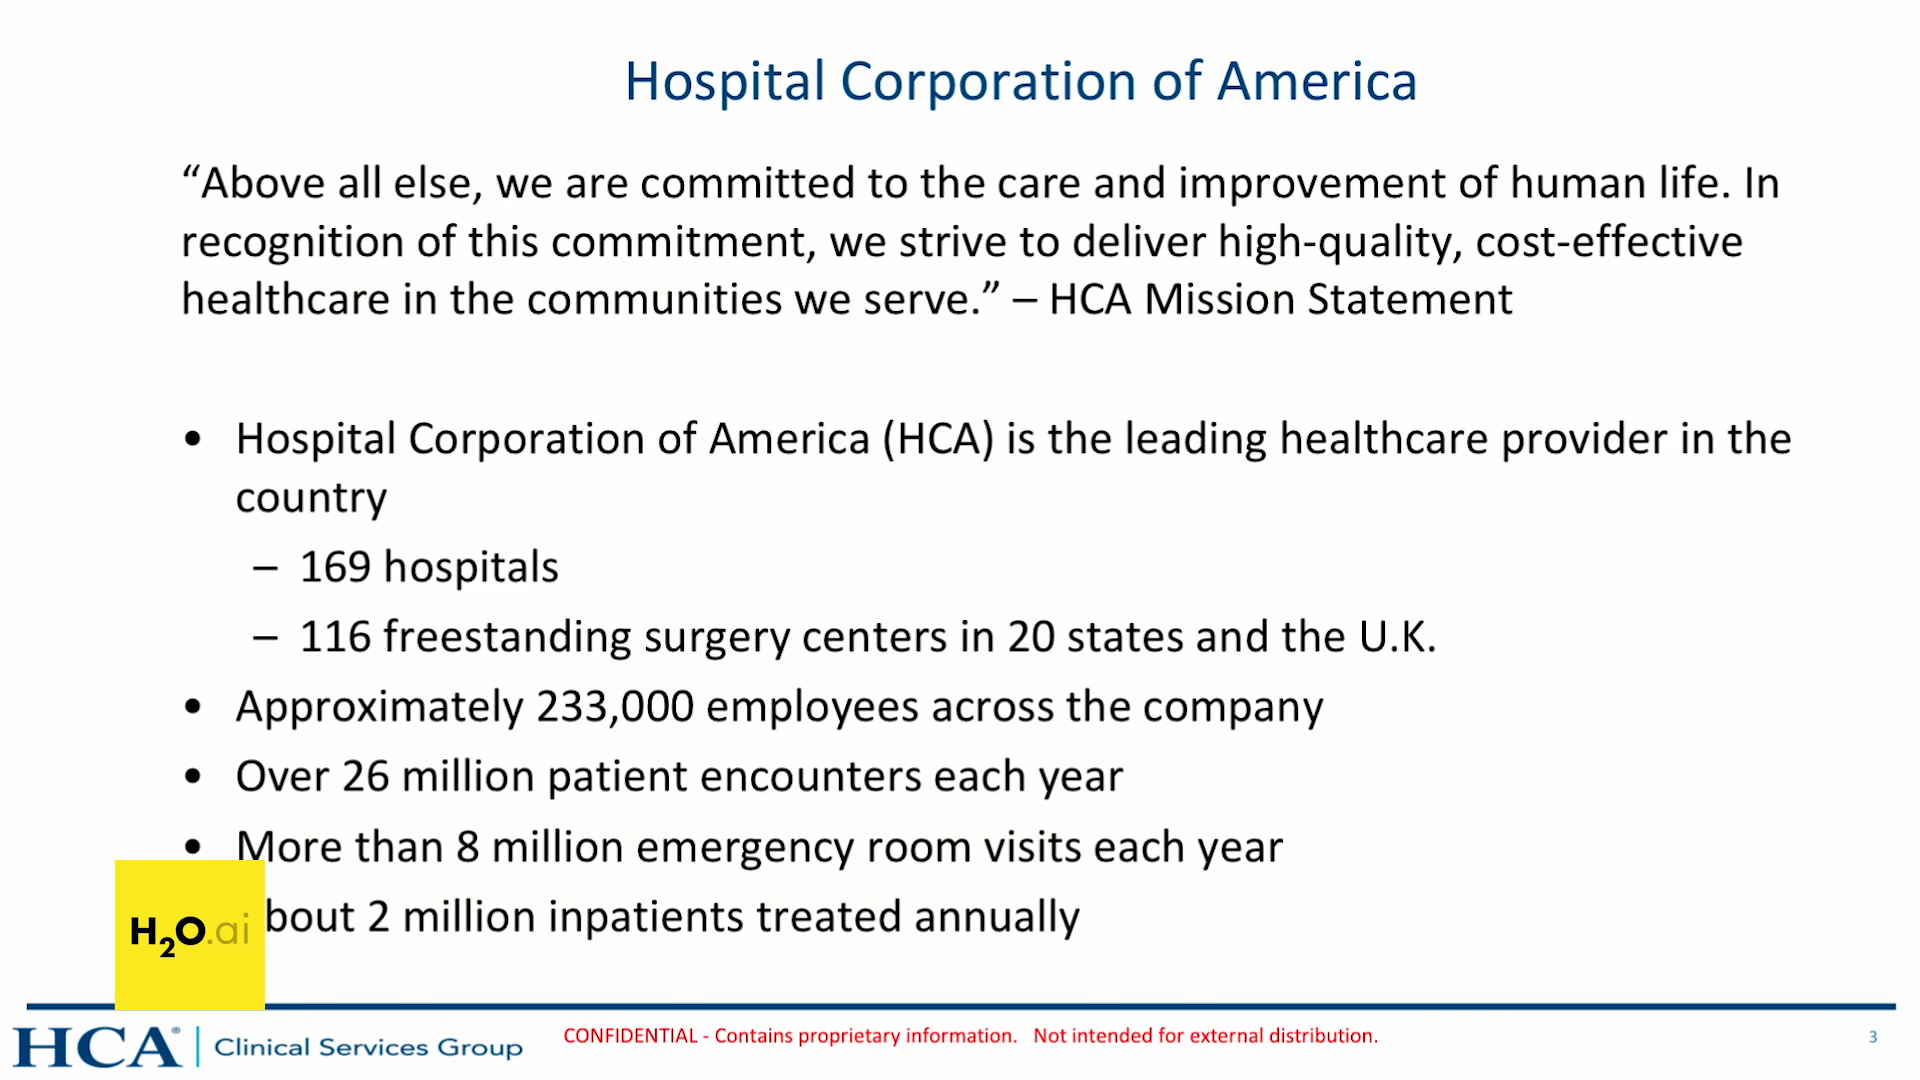 Hospital Corporation of America
“Above all else, we are committed to the care and improvement of human life. In
recognition of this commitment, we strive to deliver high-quality, cost-effective
healthcare in the communities we serve.” – HCA Mission Statement
• Hospital Corporation of America (HCA) is the leading healthcare provider in the
country
– 169 hospitals
– 116 freestanding surgery centers in 20 states and the U.K.
• Approximately 233,000 employees across the company
• Over 26 million patient encounters each year
• More than 8 million emergency room visits each year
bout 2 million inpatients treated annually
H2O.ai
HCA® | Clinical Services Group
CONFIDENTIAL - Contains proprietary information. Not intended for external distribution.
3